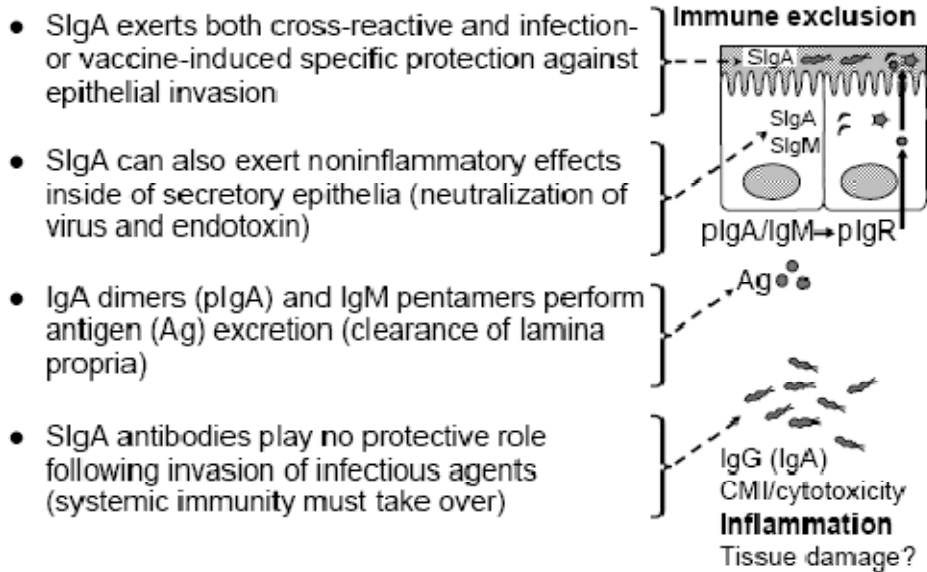 ● SIgA exerts both cross-reactive and infection-
or vaccine-induced specific protection against
epithelial invasion
● SIgA can also exert noninflammatory effects
inside of secretory epithelia (neutralization of
virus and endotoxin)
● IgA dimers (pIgA) and IgM pentamers perform
antigen (Ag) excretion (clearance of lamina
propria)
● SIgA antibodies play no protective role
following invasion of infectious agents
(systemic immunity must take over)
Immune exclusion
SIgA
SIgA
SIgM
pIgA/IgM pIgR
Ag
IgG (IgA)
CMI/cytotoxicity
Inflammation
Tissue damage?